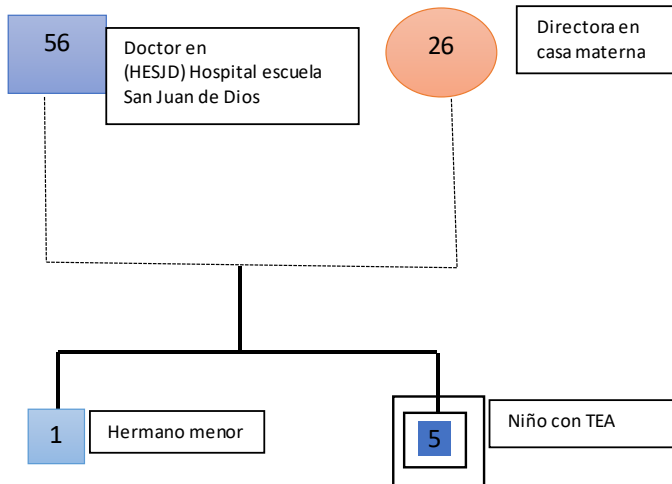 56
Doctor en
(HESJD) Hospital escuela
San Juan de Dios
26
Directora en
casa materna
1
Hermano menor
5
Niño con TEA